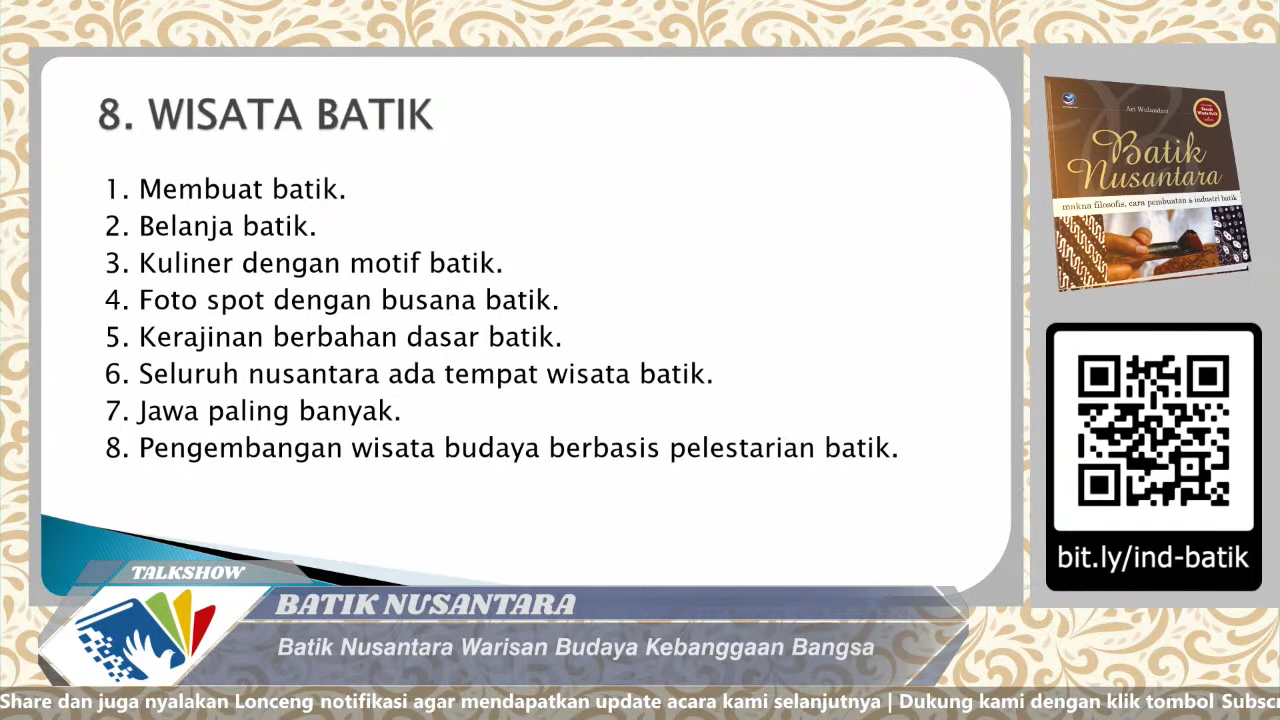 8. WISATA BATIK
1. Membuat batik.
2. Belanja batik.
3. Kuliner dengan motif batik.
4. Foto spot dengan busana batik.
5. Kerajinan berbahan dasar batik.
6. Seluruh nusantara ada tempat wisata batik.
7. Jawa paling banyak.
8. Pengembangan wisata budaya berbasis pelestarian batik.
Ari Wulandari
Batik
Nusantara
makna filosofis, cara pembuatan & industri batik
bit.ly/ind-batik
TALKSHOW
BATIK NUSANTARA
Batik Nusantara Warisan Budaya Kebanggaan Bangsa
Share dan juga nyalakan Lonceng notifikasi agar mendapatkan update acara kami selanjutnya | Dukung kami dengan klik tombol Subsc